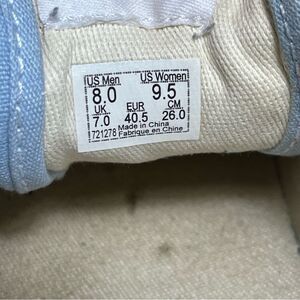 US Men US Women
8.0 9.5
UK EUR CM
7.0 40.5 26.0
721278 Made in China
Fabrique en Chine